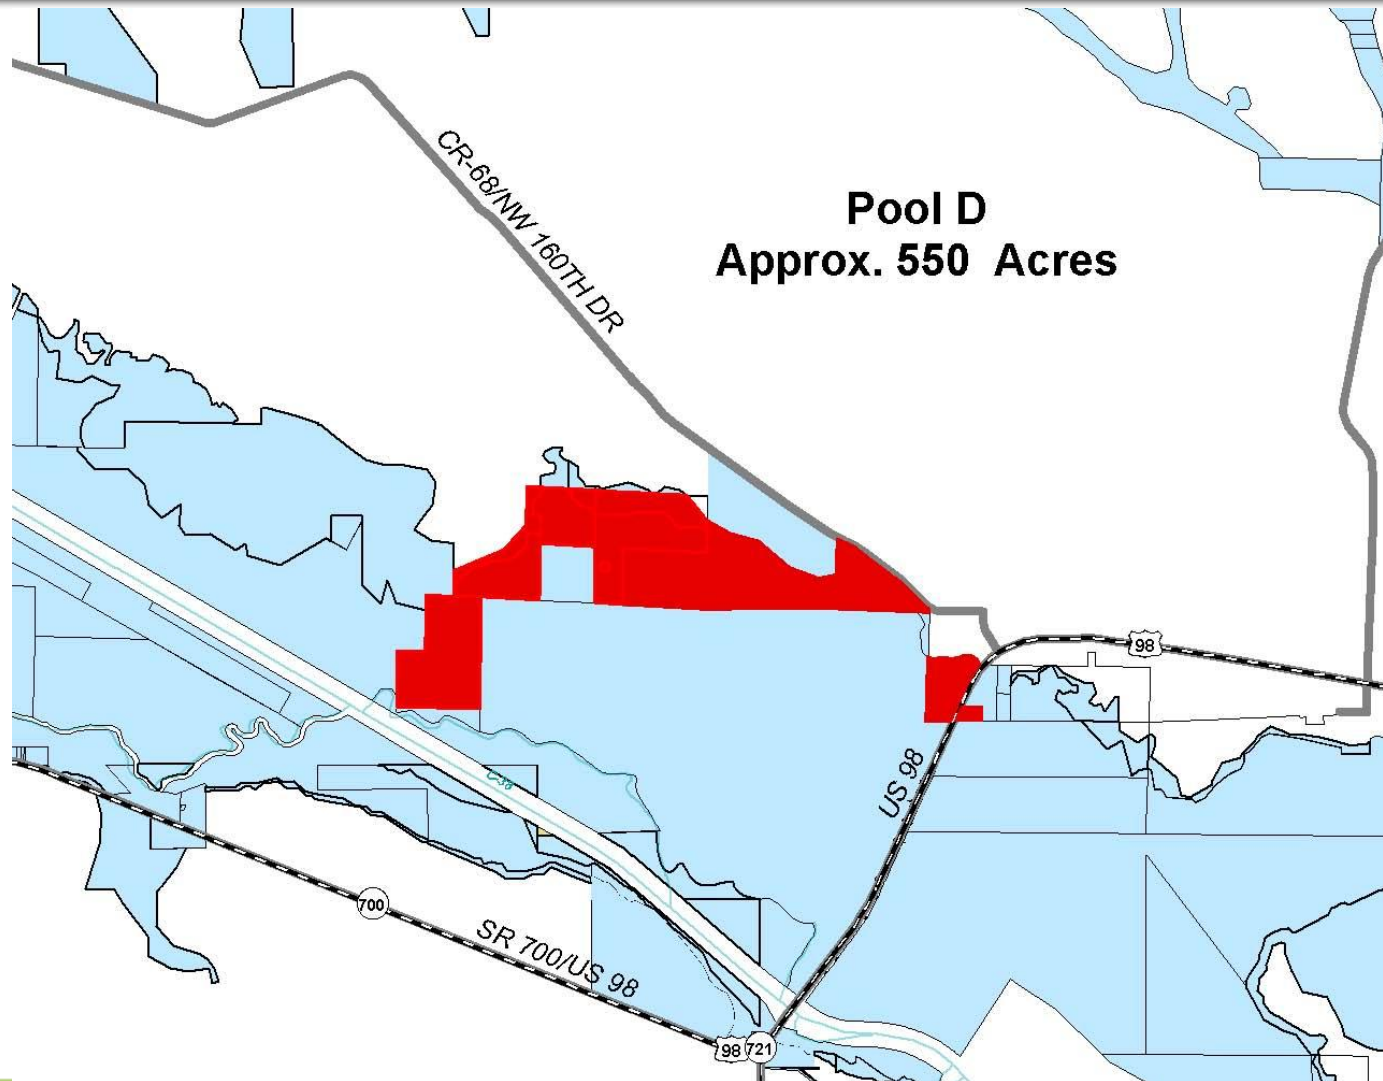 CR-68/NW 160TH DR
Pool D
Approx. 550 Acres
98
US 98
C-38
700
SR 700/US 98
98
721